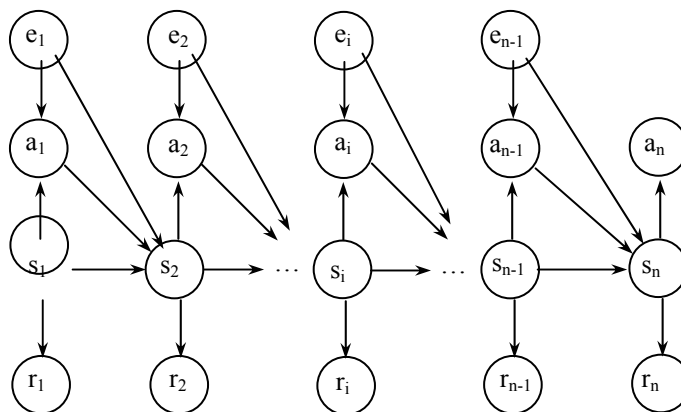 e₁ e₂ eᵢ eₙ₋₁
a₁ a₂ aᵢ aₙ₋₁ aₙ
s₁ s₂ … sᵢ … sₙ₋₁ sₙ
r₁ r₂ rᵢ rₙ₋₁ rₙ